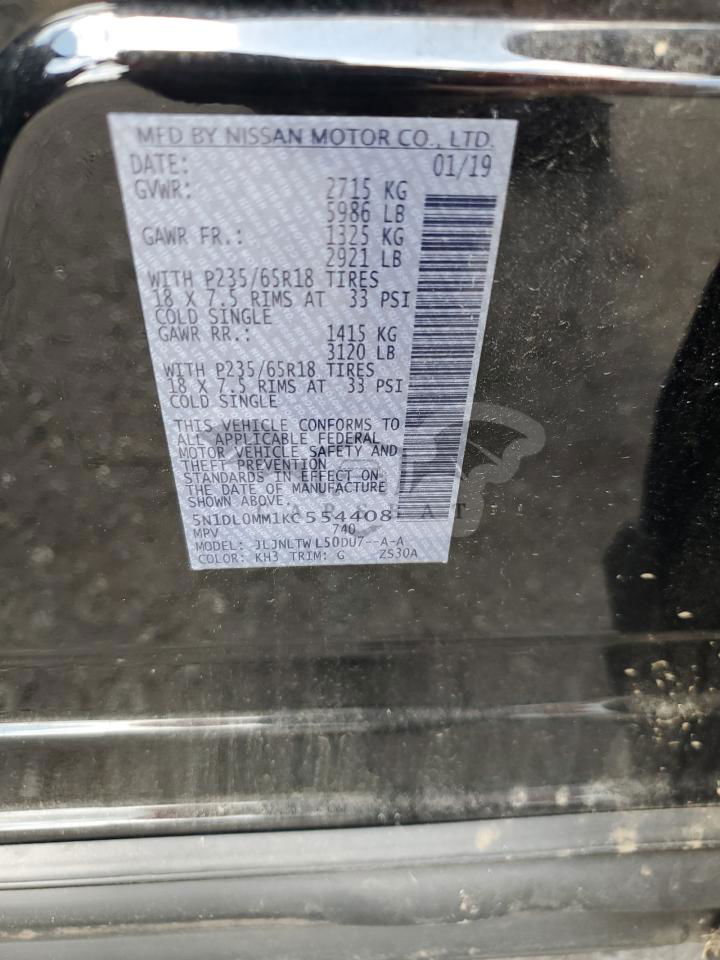 MFD BY NISSAN MOTOR CO., LTD.
DATE: 01/19
GVWR: 2715 KG
5986 LB
GAWR FR.: 1325 KG
2921 LB
WITH P235/65R18 TIRES
18 X 7.5 RIMS AT 33 PSI
COLD SINGLE
GAWR RR.: 1415 KG
3120 LB
WITH P235/65R18 TIRES
18 X 7.5 RIMS AT 33 PSI
COLD SINGLE
THIS VEHICLE CONFORMS TO
ALL APPLICABLE FEDERAL
MOTOR VEHICLE SAFETY AND
THEFT PREVENTION
STANDARDS IN EFFECT ON
THE DATE OF MANUFACTURE
SHOWN ABOVE.
5N1DL0MM1KC554408
MPV 740
MODEL: JLJNLTW L50DU7--A-A
COLOR: KH3 TRIM: G ZS30A